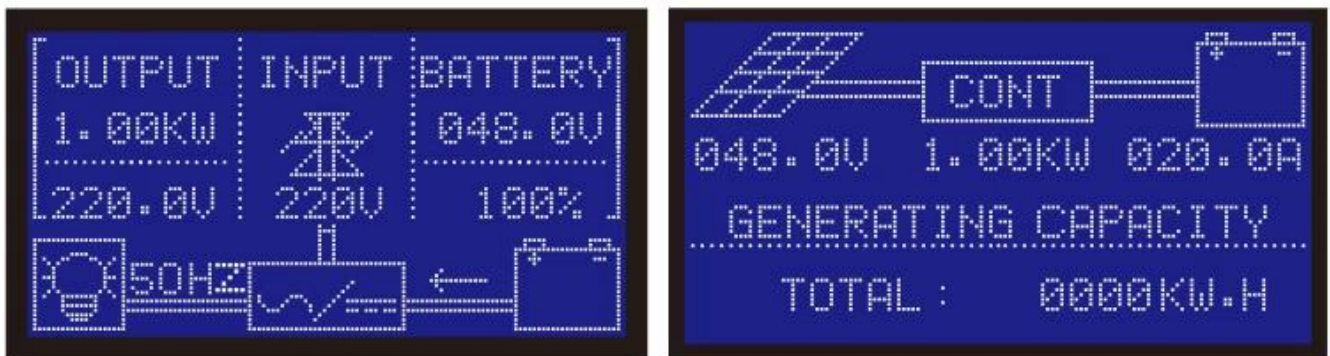 OUTPUT INPUT BATTERY
1.00KW 048.0V
220.0V 220V 100%
50HZ
CONT
048.0V 1.00KW 020.0A
GENERATING CAPACITY
TOTAL: 0000KW.H